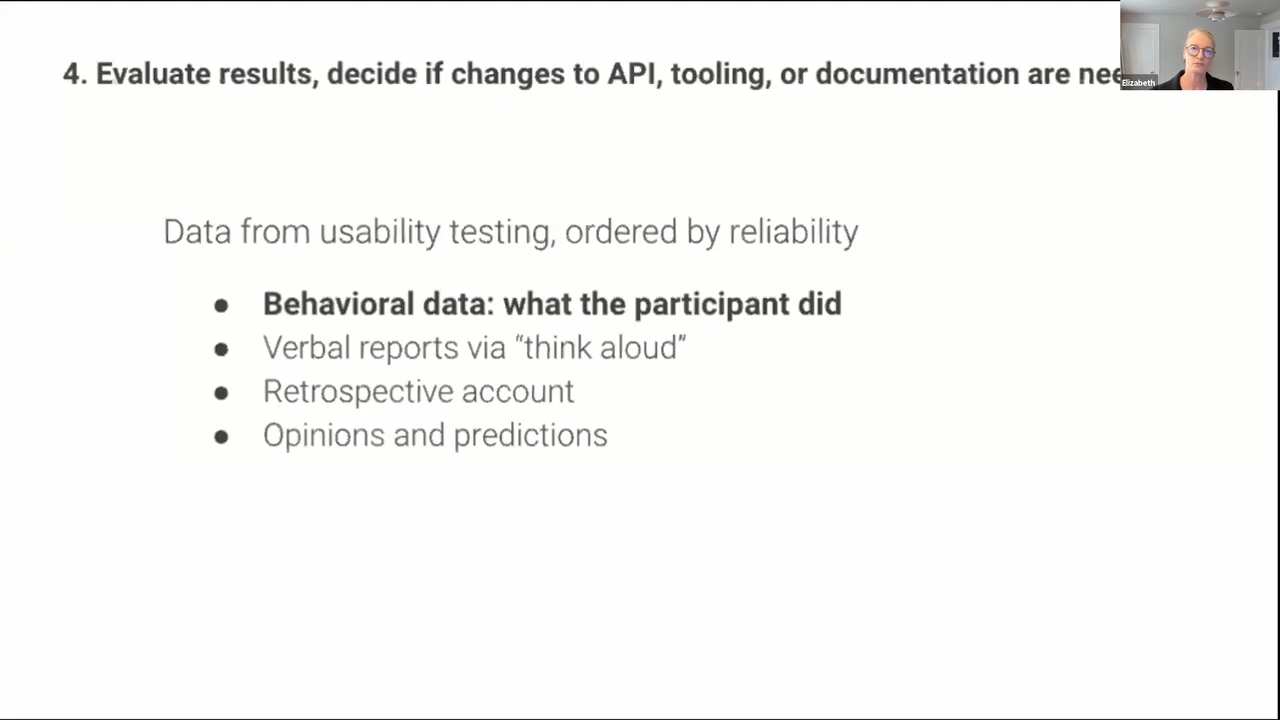 4. Evaluate results, decide if changes to API, tooling, or documentation are
Elizabeth
Data from usability testing, ordered by reliability
● Behavioral data: what the participant did
● Verbal reports via “think aloud”
● Retrospective account
● Opinions and predictions